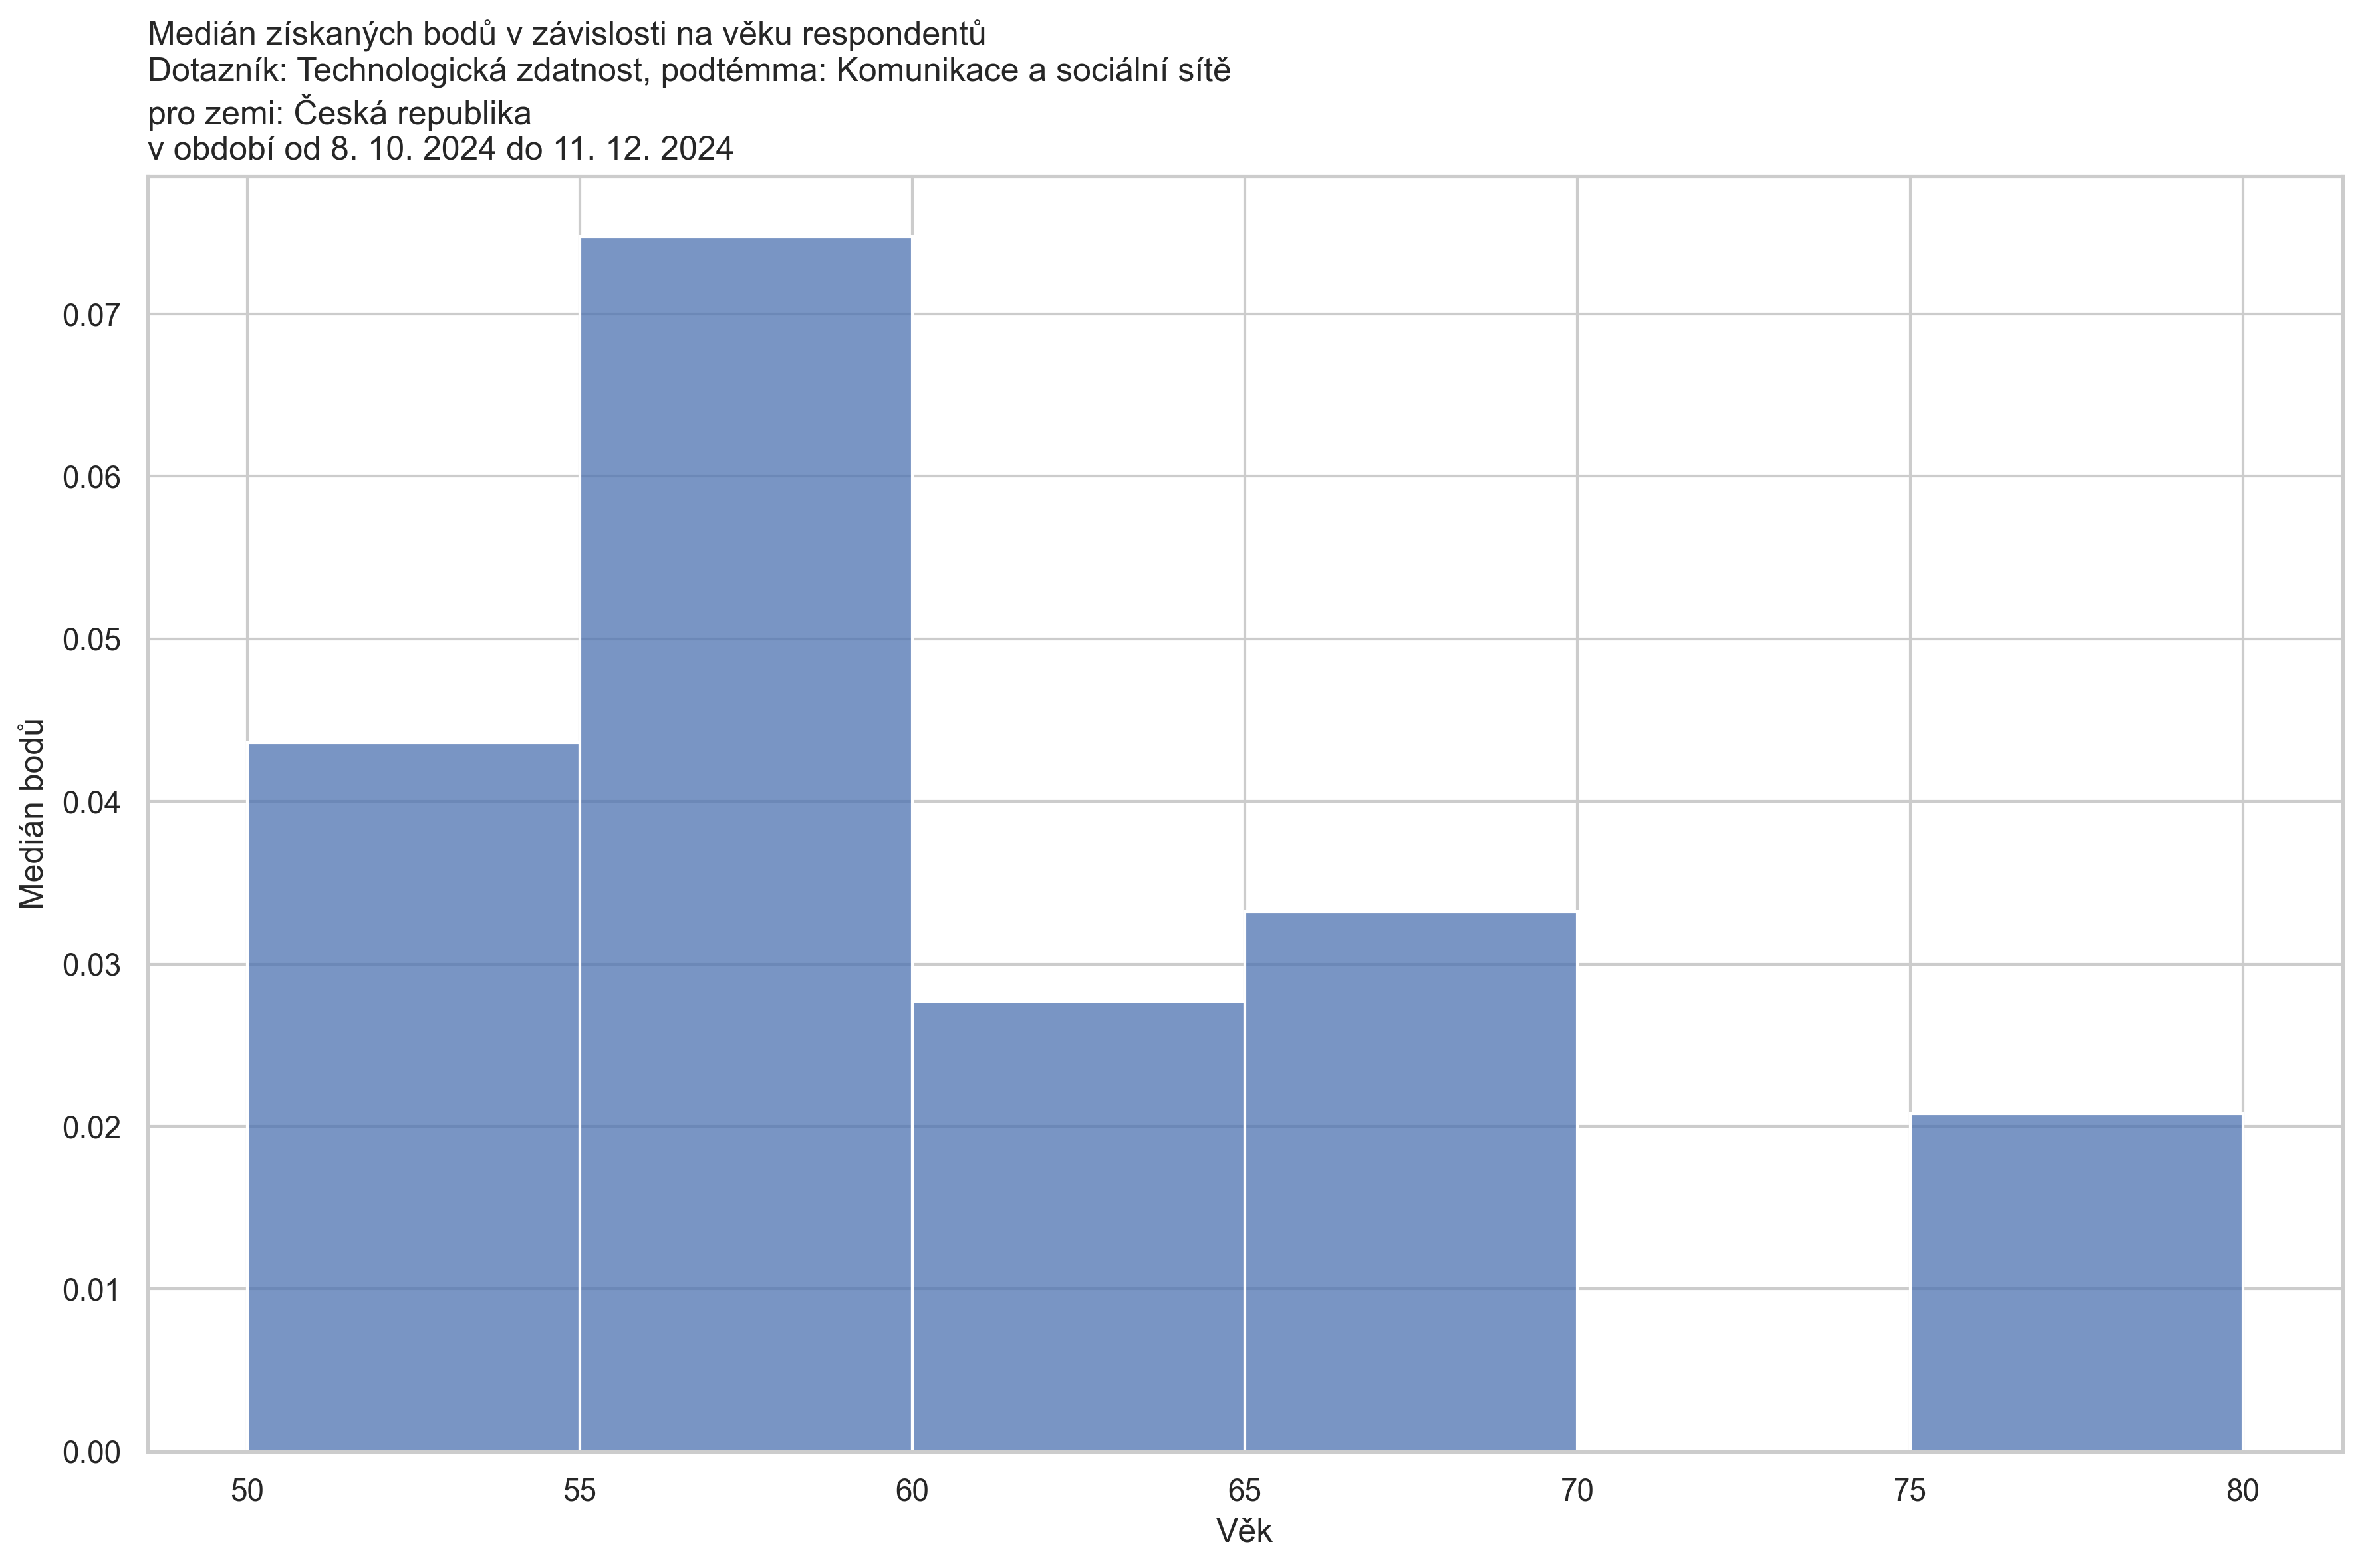 Medián získaných bodů v závislosti na věku respondentů
Dotazník: Technologická zdatnost, podtémma: Komunikace a sociální sítě
pro zemi: Česká republika
v období od 8. 10. 2024 do 11. 12. 2024
0.07
0.06
0.05
0.04
0.03
0.02
0.01
0.00
Medián bodů
50 55 60 65 70 75 80
Věk